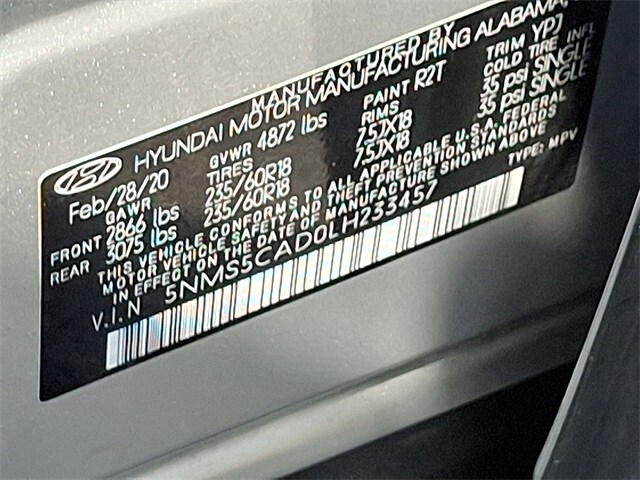 MANUFACTURED BY
HYUNDAI MOTOR MANUFACTURING ALABAMA
Feb/28/20 GVWR 4872 lbs PAINT R2T TRIM YPJ
GAWR TIRES RIMS COLD TIRE INFL
FRONT 2866 lbs 235/60R18 7.5JX18 35 psi SINGLE
REAR 3075 lbs 235/60R18 7.5JX18 35 psi SINGLE
THIS VEHICLE CONFORMS TO ALL APPLICABLE U.S.A. FEDERAL
MOTOR VEHICLE SAFETY AND THEFT PREVENTION STANDARDS
IN EFFECT ON THE DATE OF MANUFACTURE SHOWN ABOVE
V.I.N 5NMS5CAD0LH233457 TYPE: MPV